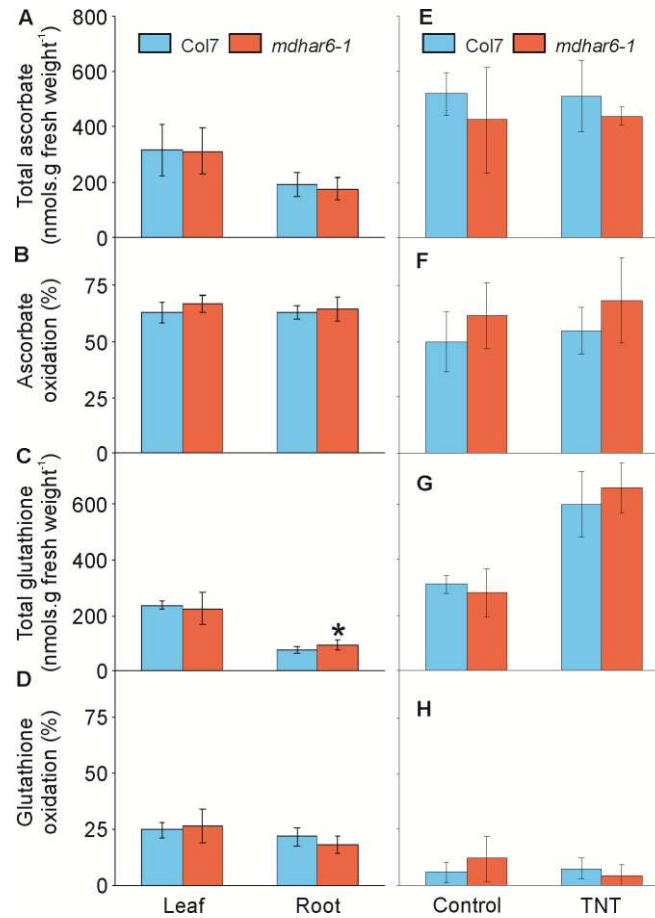 A
800
Col7
mdhar6-1
E
Col7
mdhar6-1
Total ascorbate
(nmols.g fresh weight-1)
600
400
200
0
B
F
Ascorbate
oxidation (%)
75
50
25
0
C
G
Total glutathione
(nmols.g fresh weight-1)
600
400
200
0
*
D
H
Glutathione
oxidation (%)
75
50
25
0
Leaf
Root
Control
TNT